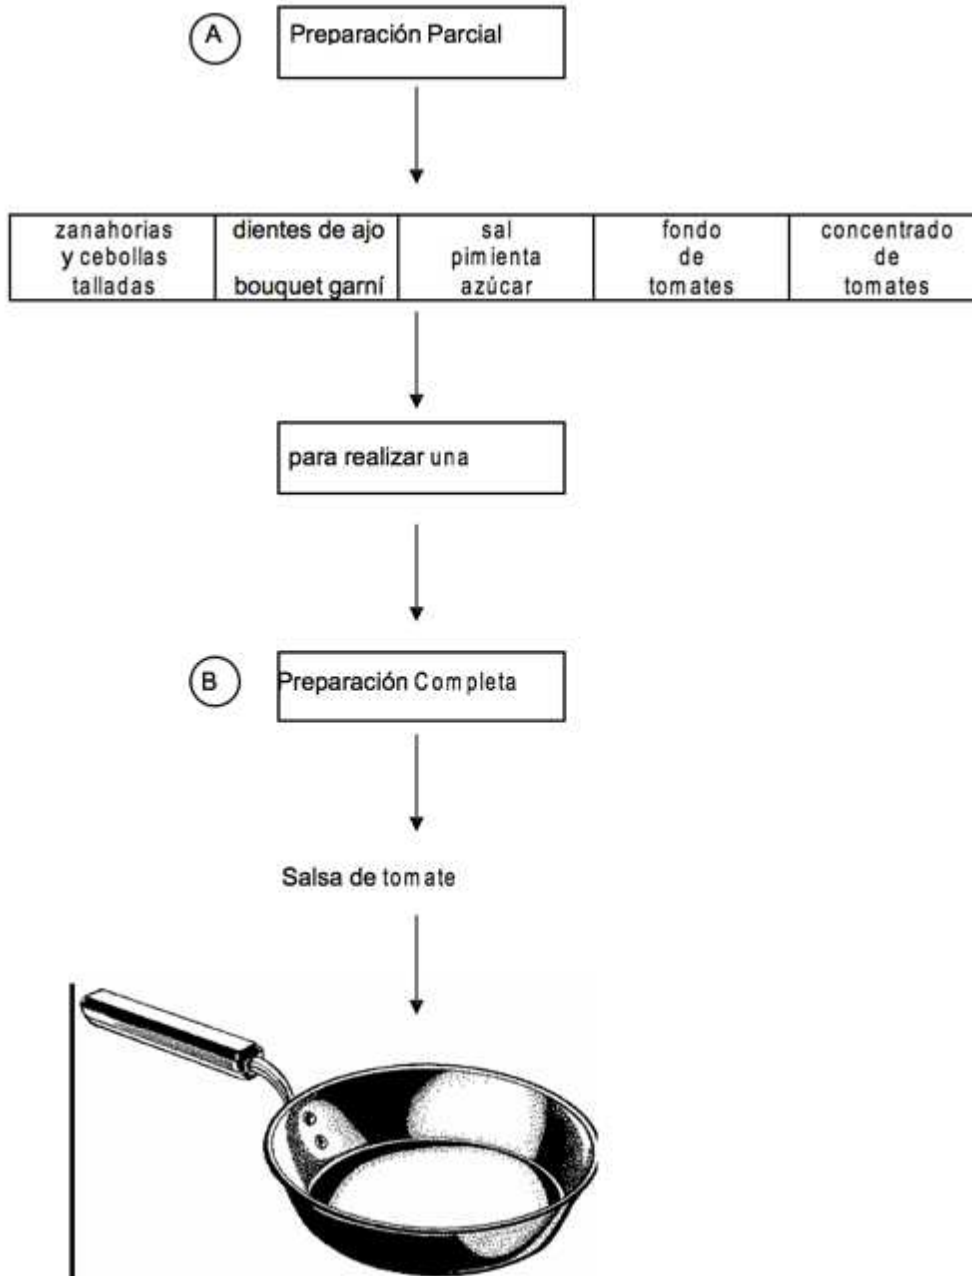 A
Preparación Parcial
zanahorias
y cebollas
talladas
dientes de ajo
bouquet garní
sal
pimienta
azúcar
fondo
de
tomates
concentrado
de
tomates
para realizar una
B
Preparación Completa
Salsa de tomate